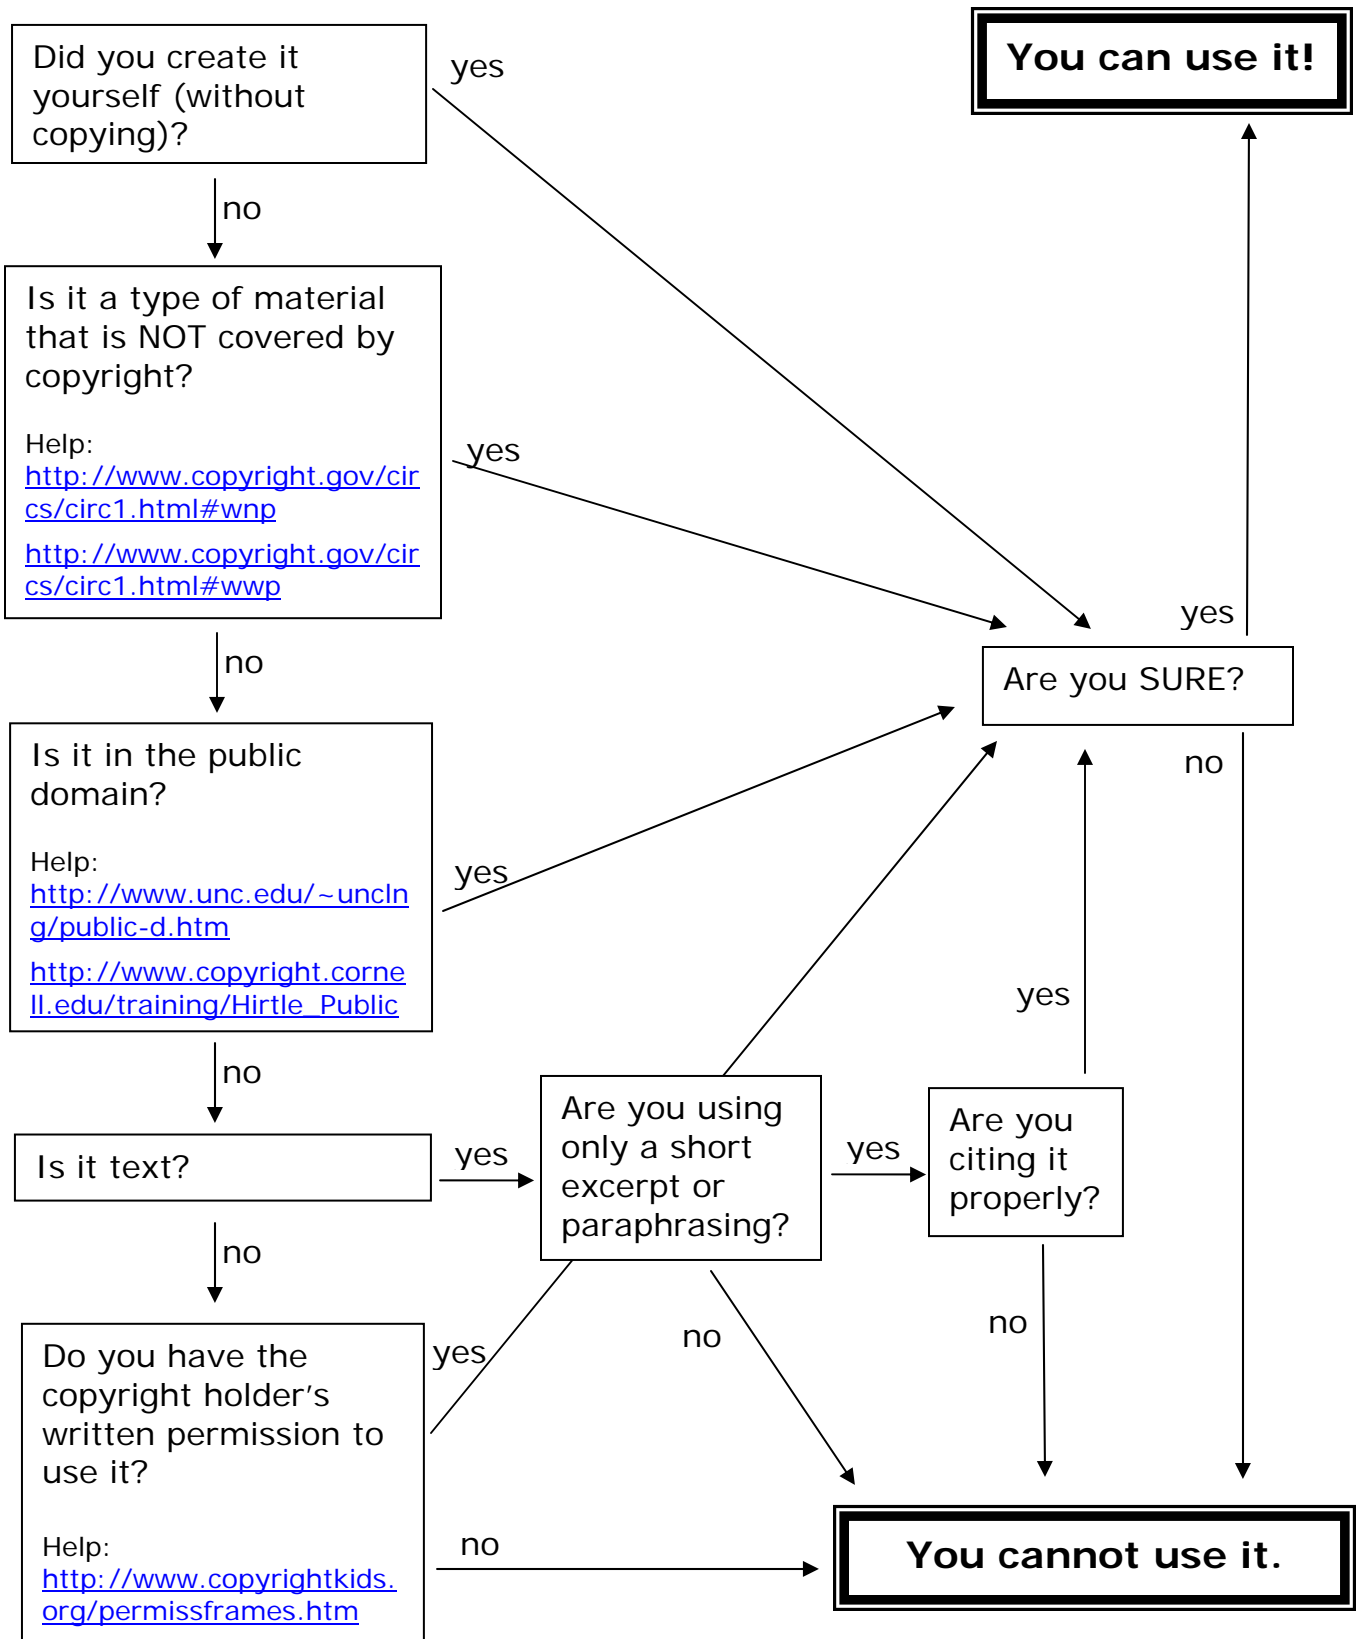 Did you create it
yourself (without
copying)?
yes
You can use it!
no
Is it a type of material
that is NOT covered by
copyright?
Help:
http://www.copyright.gov/cir
cs/circ1.html#wnp
http://www.copyright.gov/cir
cs/circ1.html#wwp
yes
yes
Are you SURE?
no
no
Is it in the public
domain?
Help:
http://www.unc.edu/~uncln
g/public-d.htm
http://www.copyright.corne
ll.edu/training/Hirtle_Public
yes
yes
no
Is it text?
yes
Are you using
only a short
excerpt or
paraphrasing?
yes
Are you
citing it
properly?
no
no
no
Do you have the
copyright holder's
written permission to
use it?
Help:
http://www.copyrightkids.
org/permissframes.htm
yes
no
You cannot use it.